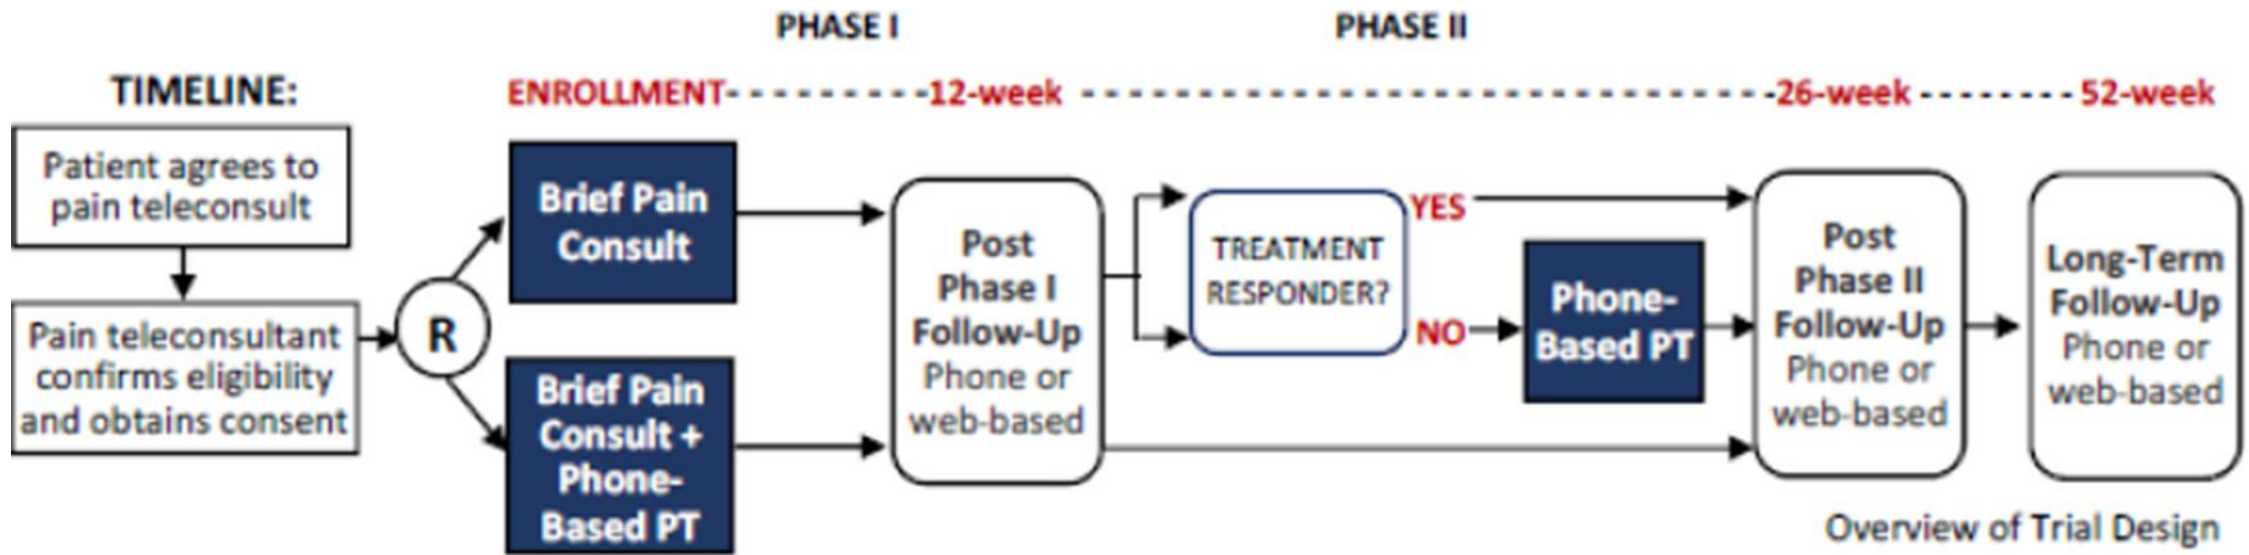 PHASE I
PHASE II
TIMELINE:
ENROLLMENT
12-week
26-week
52-week
Patient agrees to
pain teleconsult
Pain teleconsultant
confirms eligibility
and obtains consent
R
Brief Pain
Consult
Brief Pain
Consult +
Phone-
Based PT
Post
Phase I
Follow-Up
Phone or
web-based
TREATMENT
RESPONDER?
YES
NO
Phone-
Based PT
Post
Phase II
Follow-Up
Phone or
web-based
Long-Term
Follow-Up
Phone or
web-based
Overview of Trial Design